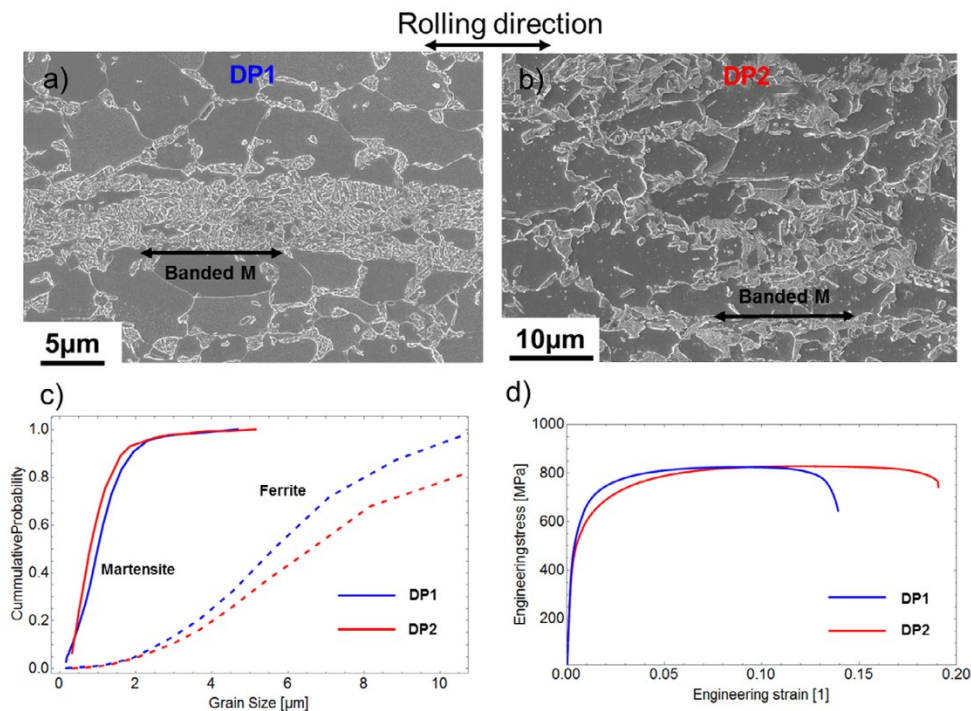 Rolling direction
a)
DP1
Banded M
5µm
b)
DP2
Banded M
10µm
c)
CummulativeProbability
1.0
0.8
0.6
0.4
0.2
0.0
Ferrite
Martensite
DP1
DP2
0 2 4 6 8 10
Grain Size [µm]
d)
Engineeringstress [MPa]
1000
800
600
400
200
0
DP1
DP2
0.00 0.05 0.10 0.15 0.20
Engineering strain [1]